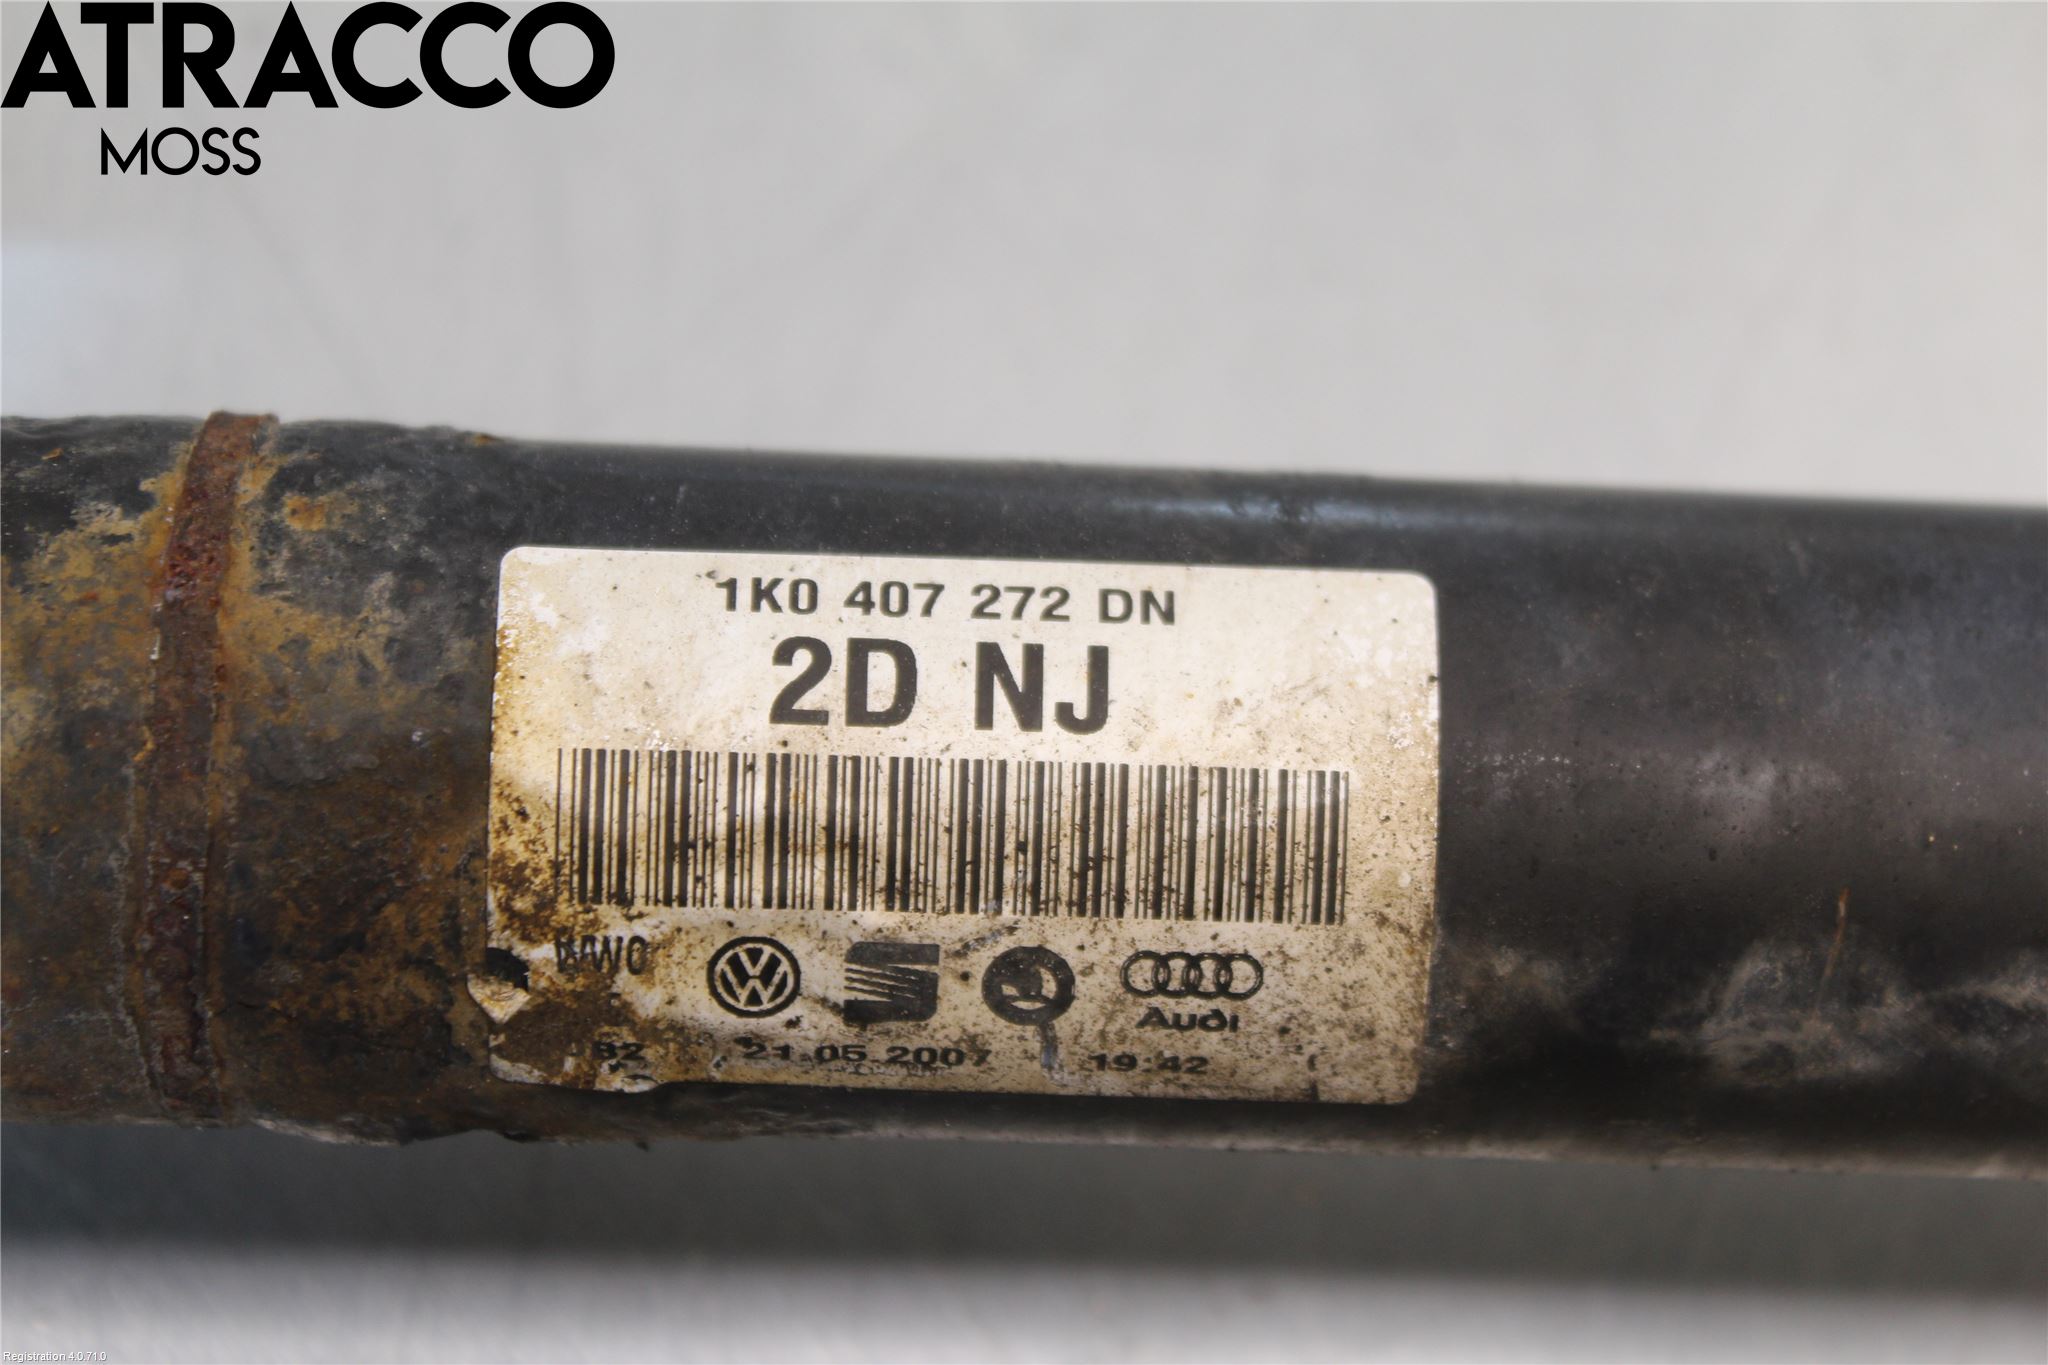 ATRACCO
MOSS
1K0 407 272 DN
2D NJ
Audi
21.05.2007 19:42
Registration 4.0.71.0